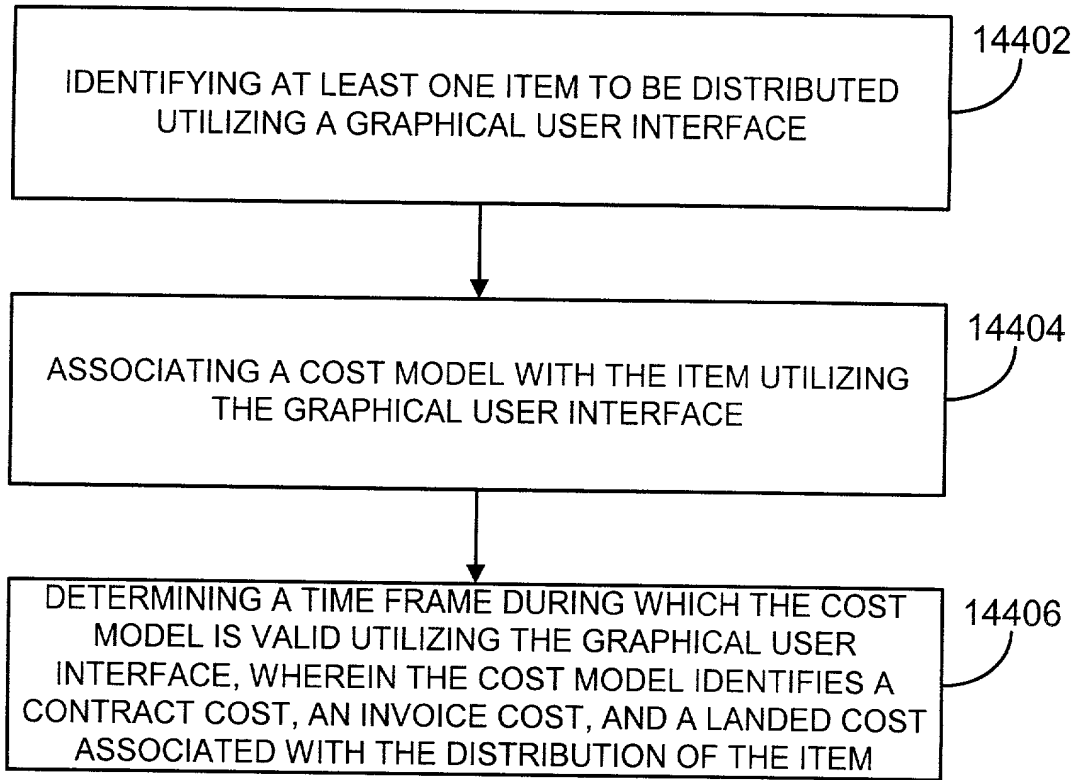 14402
IDENTIFYING AT LEAST ONE ITEM TO BE DISTRIBUTED
UTILIZING A GRAPHICAL USER INTERFACE
14404
ASSOCIATING A COST MODEL WITH THE ITEM UTILIZING
THE GRAPHICAL USER INTERFACE
14406
DETERMINING A TIME FRAME DURING WHICH THE COST
MODEL IS VALID UTILIZING THE GRAPHICAL USER
INTERFACE, WHEREIN THE COST MODEL IDENTIFIES A
CONTRACT COST, AN INVOICE COST, AND A LANDED COST
ASSOCIATED WITH THE DISTRIBUTION OF THE ITEM